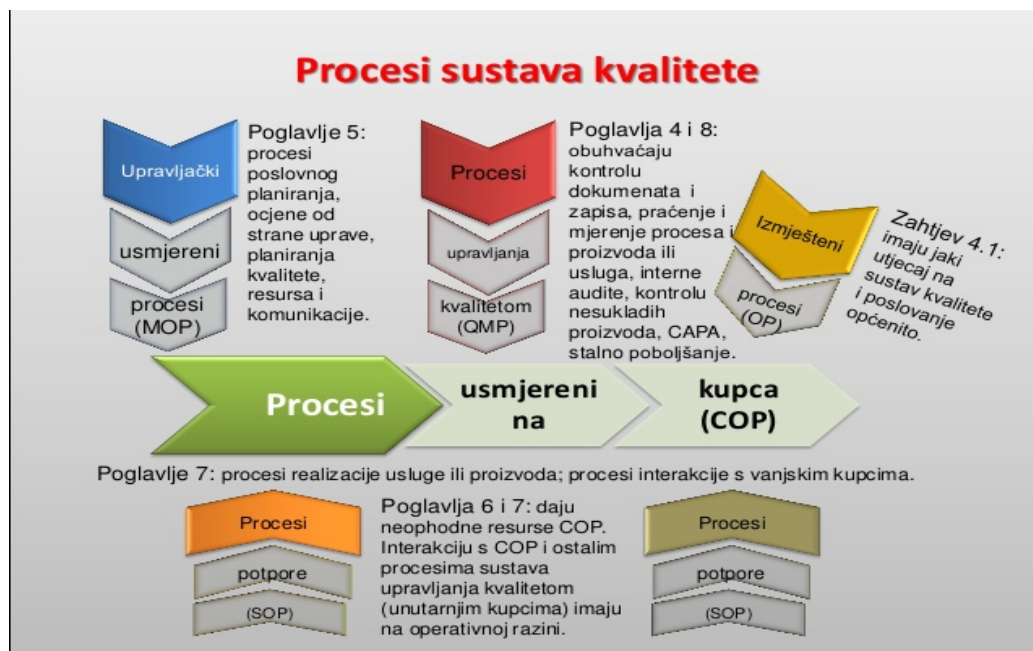 Procesi sustava kvalitete
Upravljački
usmjereni
procesi
(MOP)
Poglavlje 5:
procesi
poslovnog
planiranja,
ocjene od
strane uprave,
planiranja
kvalitete,
resursa i
komunikacije.
Procesi
upravljanja
kvalitetom
(QMP)
Poglavlja 4 i 8:
obuhvaćaju
kontrolu
dokumenata i
zapisa, praćenje i
mjerenje procesa i
proizvoda ili
usluga, interne
audite, kontrolu
nesukladih
proizvoda, CAPA,
stalno poboljšanje.
Izmješteni
procesi
(OP)
Zahtjev 4.1:
imaju jaki
utjecaj na
sustav kvalitete
i poslovanje
općenito.
Procesi
usmjereni
na
kupca
(COP)
Poglavlje 7: procesi realizacije usluge ili proizvoda; procesi interakcije s vanjskim kupcima.
Procesi
potpore
(SOP)
Poglavlja 6 i 7: daju
neophodne resurse COP.
Interakciju s COP i ostalim
procesima sustava
upravljanja kvalitetom
(unutarnjim kupcima) imaju
na operativnoj razini.
Procesi
potpore
(SOP)